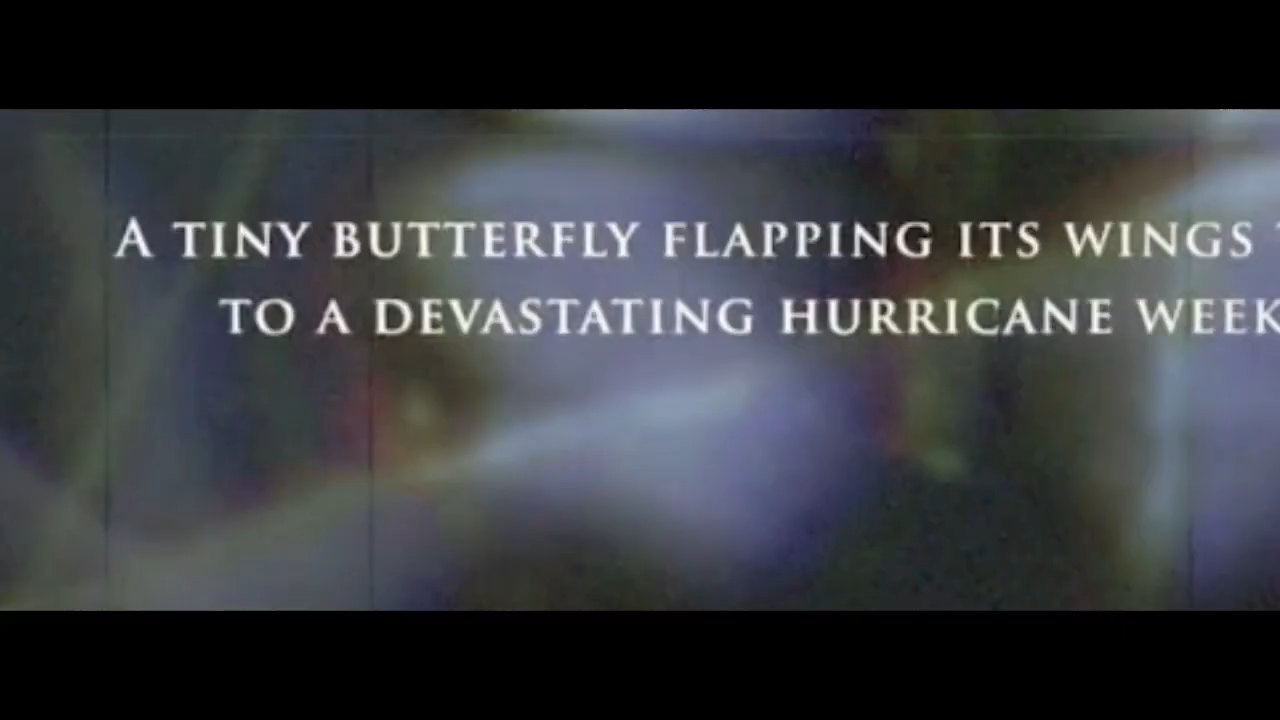 A TINY BUTTERFLY FLAPPING ITS WINGS
TO A DEVASTATING HURRICANE